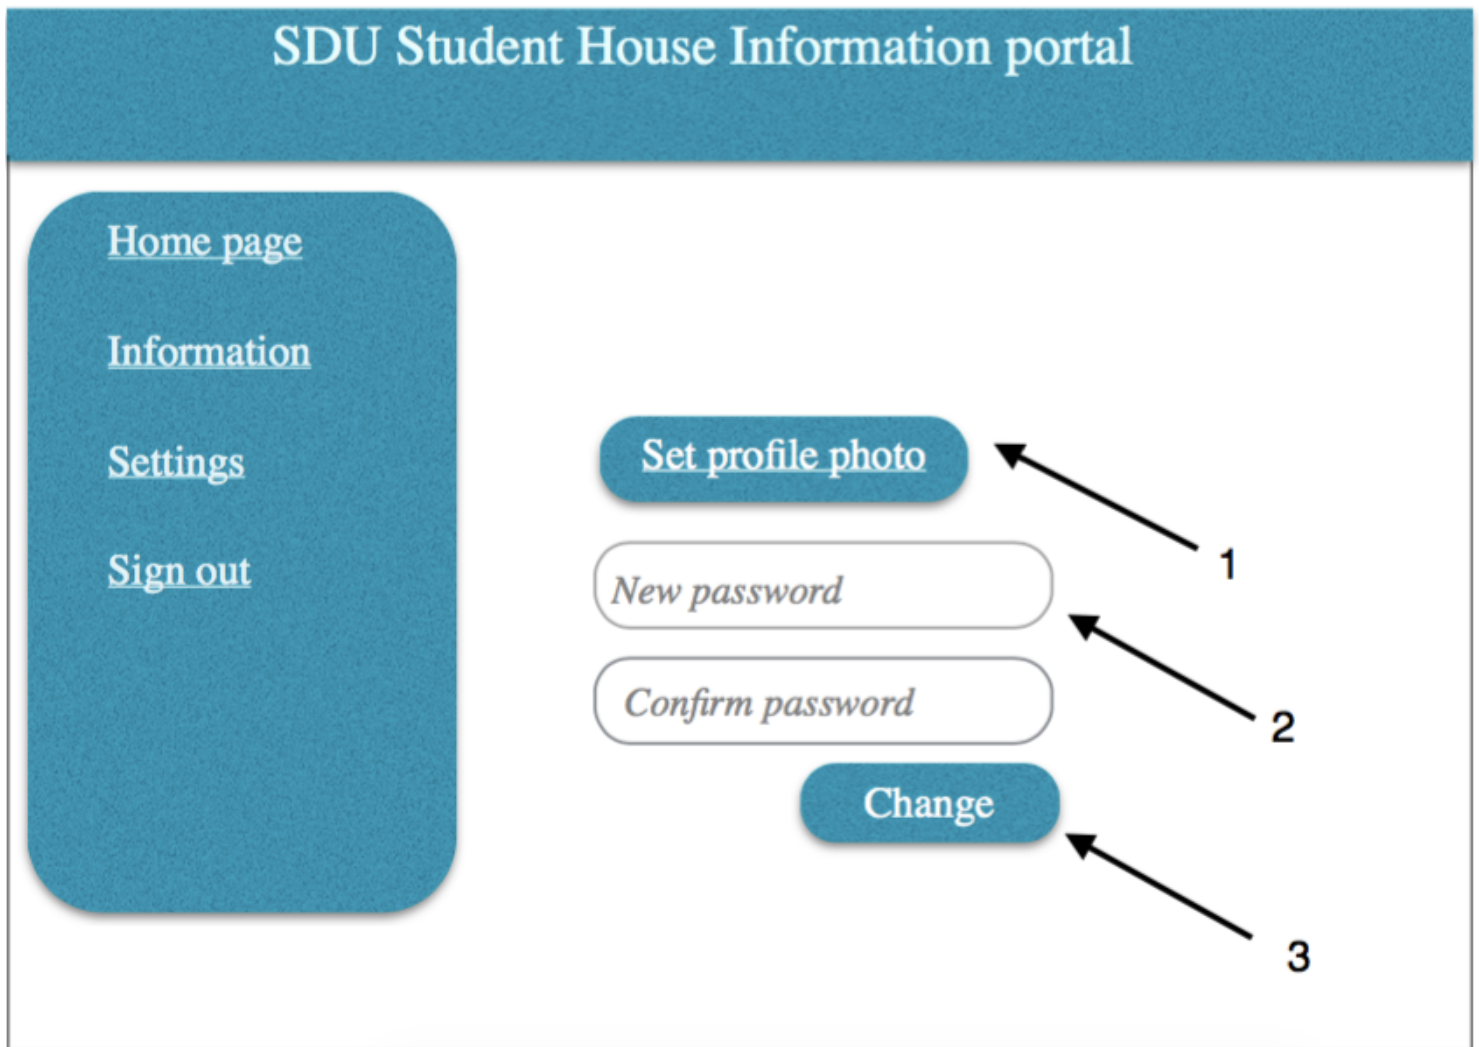 SDU Student House Information portal
Home page
Information
Settings
Sign out
Set profile photo
1
New password
2
Confirm password
Change
3